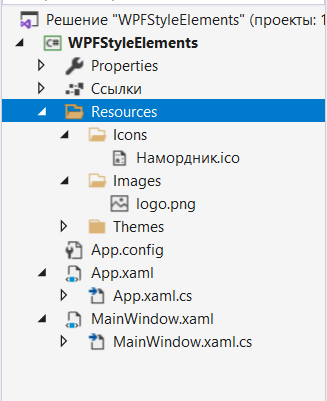 Решение "WPFStyleElements" (проекты: 1
C# WPFStyleElements
Properties
Ссылки
Resources
Icons
Намордник.ico
Images
logo.png
Themes
App.config
App.xaml
App.xaml.cs
MainWindow.xaml
MainWindow.xaml.cs